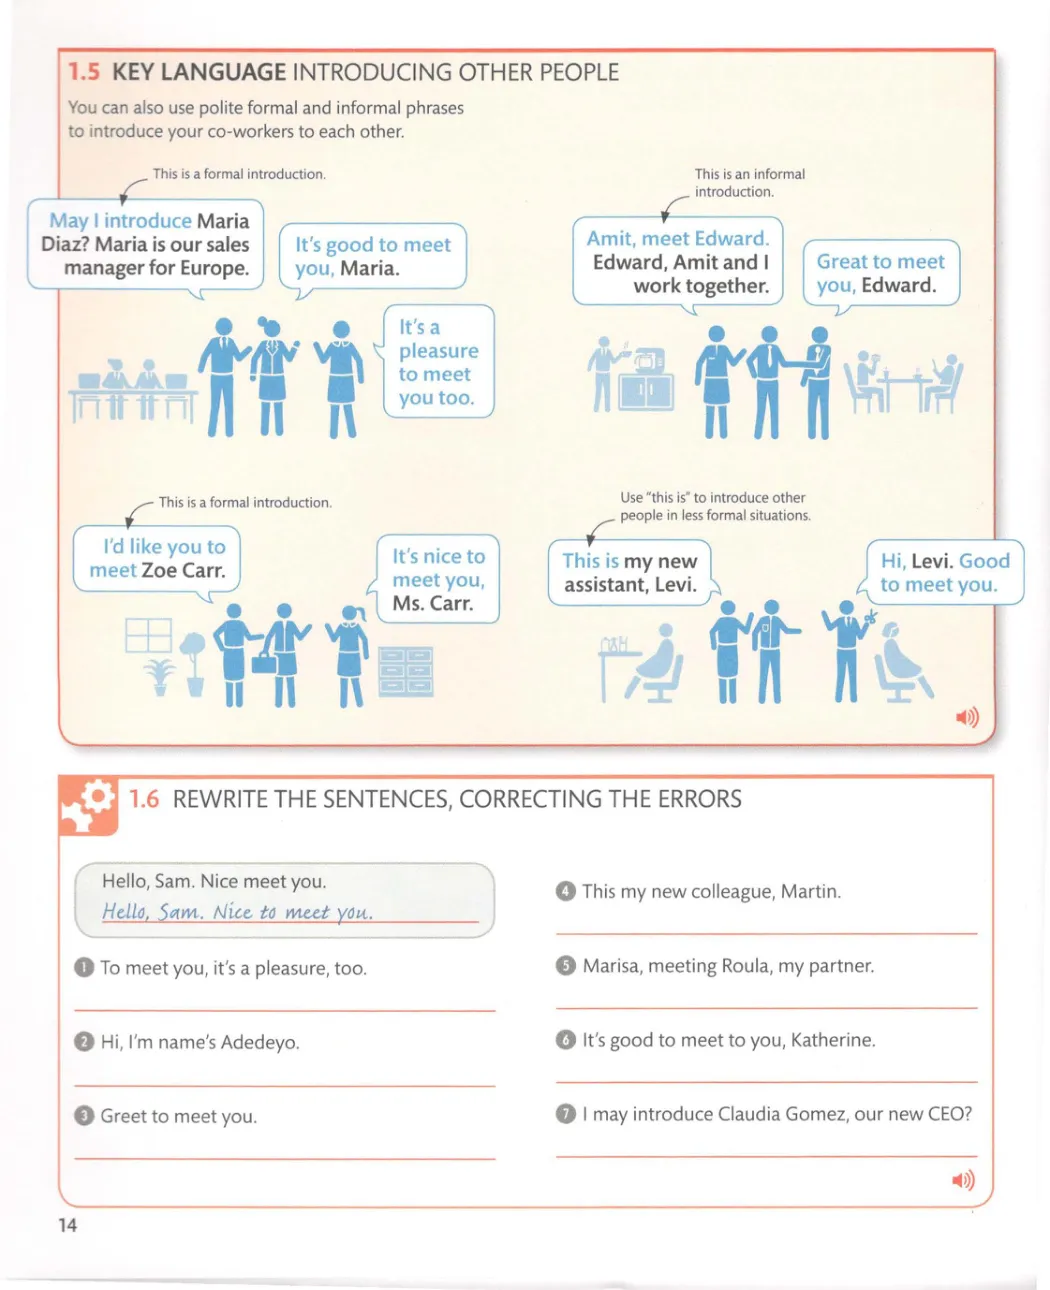 1.5 KEY LANGUAGE INTRODUCING OTHER PEOPLE
You can also use polite formal and informal phrases
to introduce your co-workers to each other.
This is a formal introduction.
May I introduce Maria
Diaz? Maria is our sales
manager for Europe.
It's good to meet
you, Maria.
It's a
pleasure
to meet
you too.
This is an informal
introduction.
Amit, meet Edward.
Edward, Amit and I
work together.
Great to meet
you, Edward.
This is a formal introduction.
I'd like you to
meet Zoe Carr.
It's nice to
meet you,
Ms. Carr.
Use "this is" to introduce other
people in less formal situations.
This is my new
assistant, Levi.
Hi, Levi. Good
to meet you.
1.6 REWRITE THE SENTENCES, CORRECTING THE ERRORS
Hello, Sam. Nice meet you.
Hello, Sam. Nice to meet you.
1 To meet you, it's a pleasure, too.
2 Hi, I'm name's Adedeyo.
3 Greet to meet you.
4 This my new colleague, Martin.
5 Marisa, meeting Roula, my partner.
6 It's good to meet to you, Katherine.
7 I may introduce Claudia Gomez, our new CEO?
14